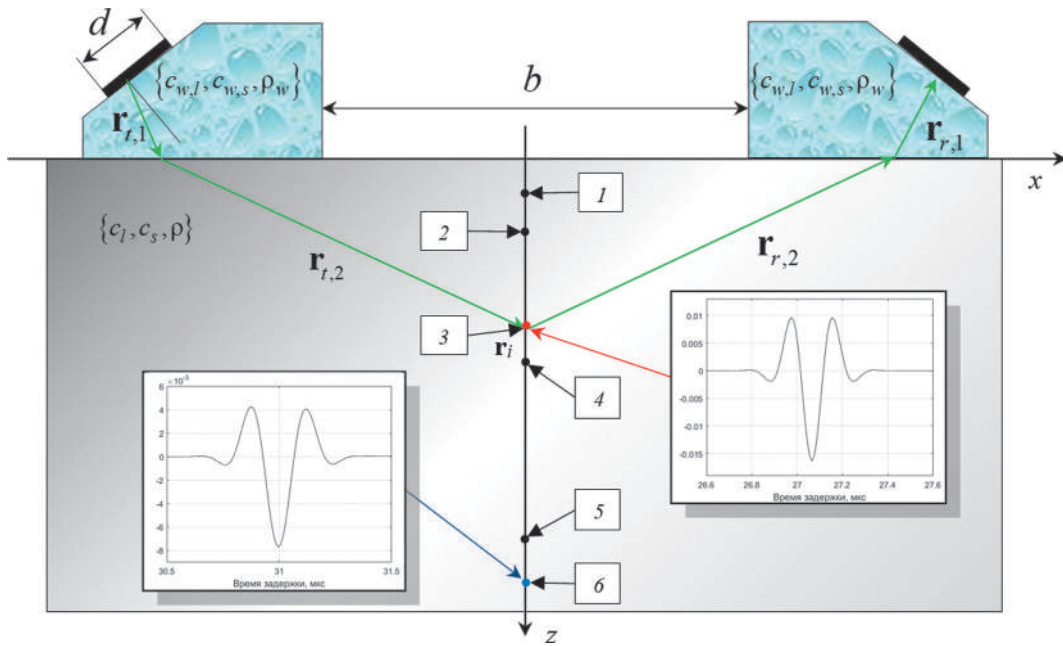 d
{c_{w,l}, c_{w,s}, ρ_w}
b
{c_{w,l}, c_{w,s}, ρ_w}
r_{t,1}
r_{r,1}
x
1
{c_l, c_s, ρ}
2
r_{t,2}
r_{r,2}
3
r_i
4
0.01
0.005
0
-0.005
-0.01
-0.015
26.6 26.8 27 27.2 27.4 27.6
Время задержки, мкс
×10^{-3}
6
4
2
0
-2
-4
-6
-8
30.5 31 31.5
Время задержки, мкс
5
6
z